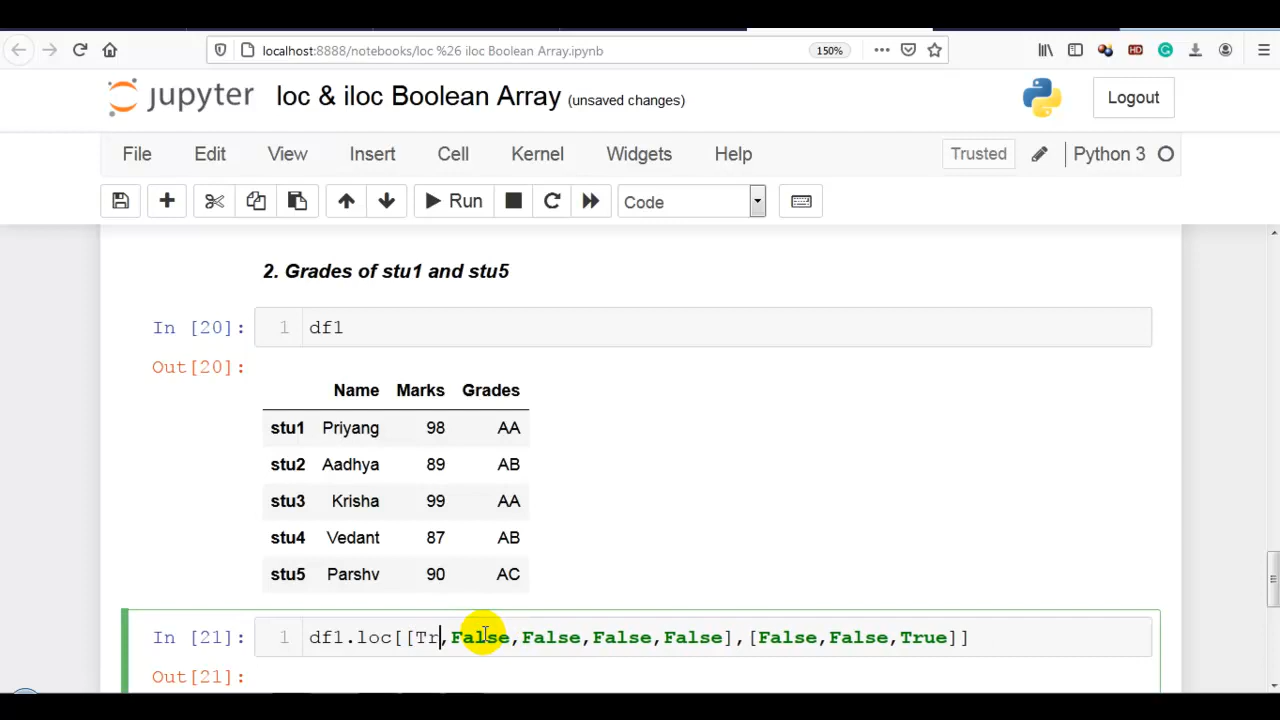 localhost:8888/notebooks/loc %26 iloc Boolean Array.ipynb 150% HD
jupyter loc & iloc Boolean Array (unsaved changes) Logout
File Edit View Insert Cell Kernel Widgets Help Trusted Python 3
Run Code
2. Grades of stu1 and stu5
In [20]: 1 df1
Out[20]:
Name Marks Grades
stu1 Priyang 98 AA
stu2 Aadhya 89 AB
stu3 Krisha 99 AA
stu4 Vedant 87 AB
stu5 Parshv 90 AC
In [21]: 1 df1.loc[[Tr,False,False,False,False],[False,False,True]]
Out[21]: